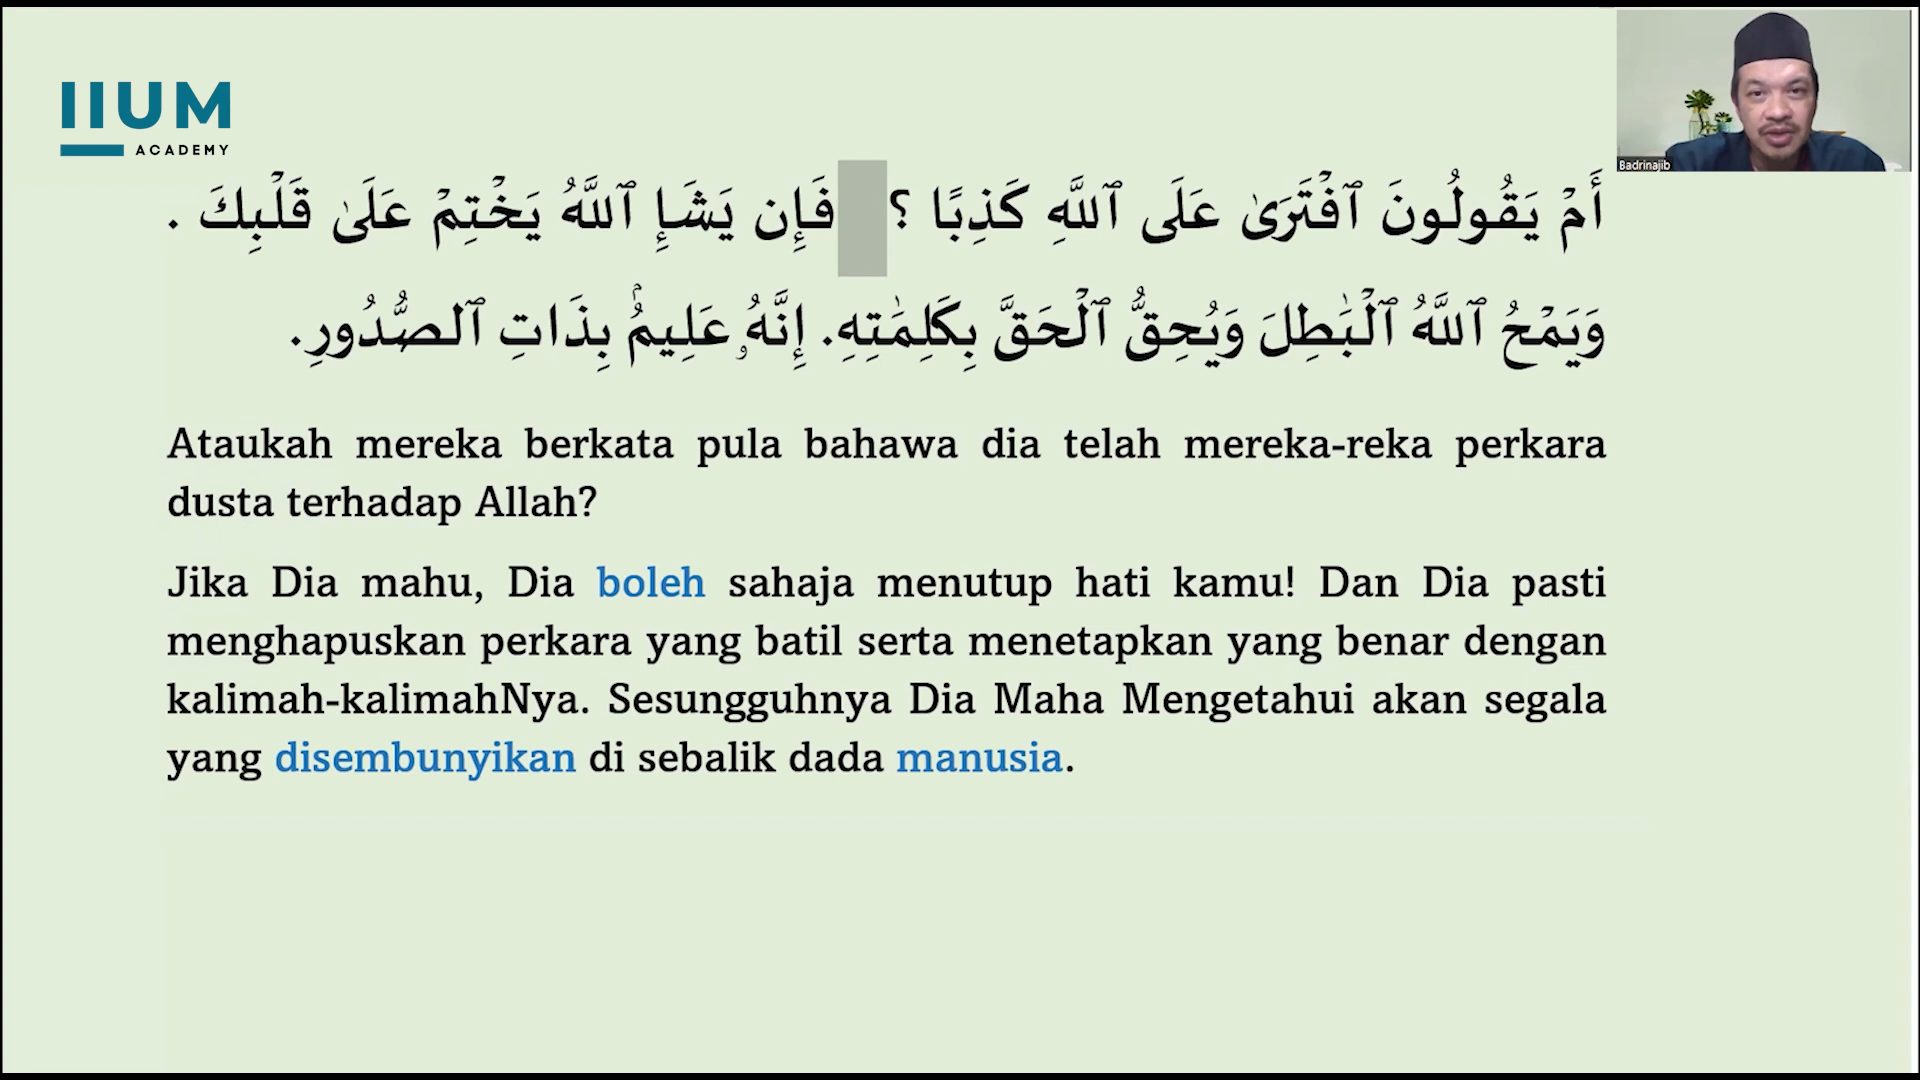 IIUM
ACADEMY
Badrinajib
أَمۡ يَقُولُونَ ٱفۡتَرَىٰ عَلَى ٱللَّهِ كَذِبًا ؟ فَإِن يَشَإِ ٱللَّهُ يَخۡتِمۡ عَلَىٰ قَلۡبِكَ .
وَيَمۡحُ ٱللَّهُ ٱلۡبَٰطِلَ وَيُحِقُّ ٱلۡحَقَّ بِكَلِمَٰتِهِ. إِنَّهُۥ عَلِيمُۢ بِذَاتِ ٱلصُّدُورِ.
Ataukah mereka berkata pula bahawa dia telah mereka-reka perkara
dusta terhadap Allah?
Jika Dia mahu, Dia boleh sahaja menutup hati kamu! Dan Dia pasti
menghapuskan perkara yang batil serta menetapkan yang benar dengan
kalimah-kalimahNya. Sesungguhnya Dia Maha Mengetahui akan segala
yang disembunyikan di sebalik dada manusia.